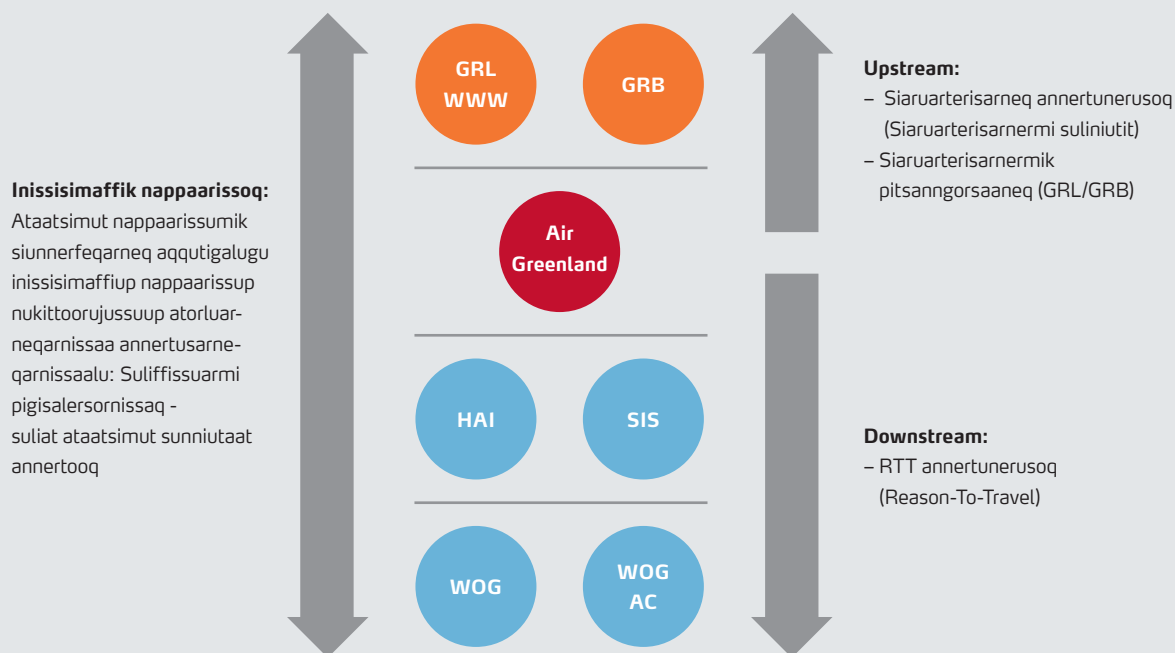 Inissisimaffik nappaarissoq:
Ataatsimut nappaarissumik
siunnerfeqarneq aqqutigalugu
inissisimaffiup nappaarissup
nukittoorujussuup atorluar-
neqarnissaa annertusarne-
qarnissaalu: Suliffissuarmi
pigisalersornissaq -
suliat ataatsimut sunniutaat
annertooq
GRL
WWW
GRB
Air
Greenland
HAI
SIS
WOG
WOG
AC
Upstream:
– Siaruarterisarneq annertunerusoq
(Siaruarterisarnermi suliniutit)
– Siaruarterisarnermik
pitsanngorsaaneq (GRL/GRB)
Downstream:
– RTT annertunerusoq
(Reason-To-Travel)